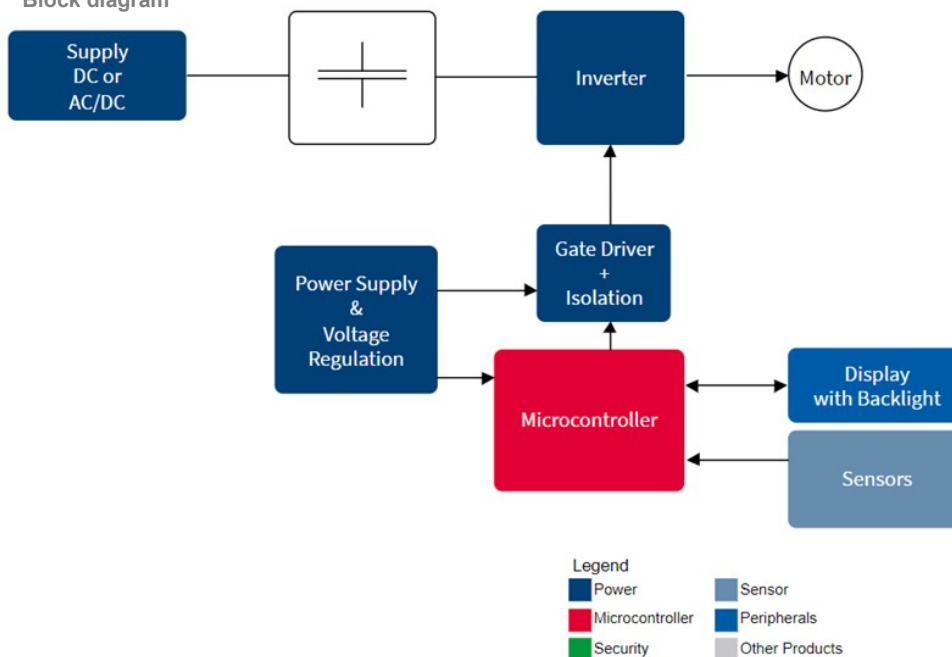 Block diagram
Supply
DC or
AC/DC
Inverter
Motor
Gate Driver
+
Isolation
Power Supply
&
Voltage
Regulation
Microcontroller
Display
with Backlight
Sensors
Legend
Power
Sensor
Microcontroller
Peripherals
Security
Other Products